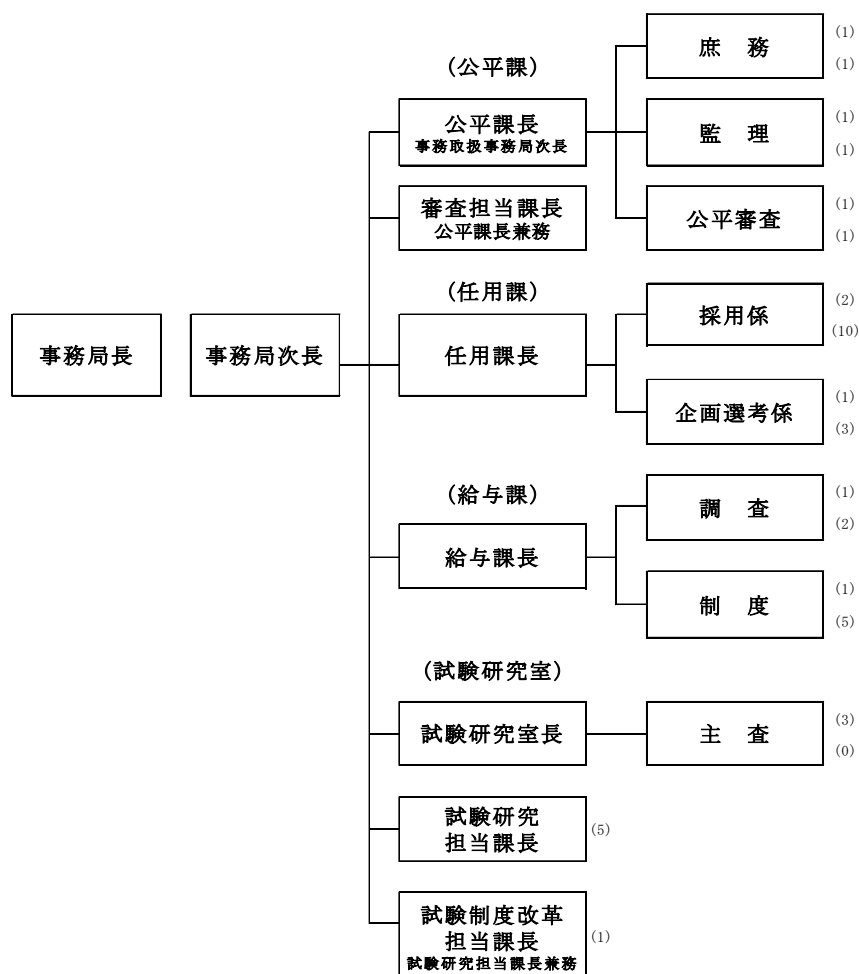 庶　務
(1)
(1)
(公平課)
公平課長
事務取扱事務局次長
監　理
(1)
(1)
審査担当課長
公平課長兼務
公平審査
(1)
(1)
(任用課)
採用係
(2)
(10)
事務局長
事務局次長
任用課長
企画選考係
(1)
(3)
(給与課)
調　査
(1)
(2)
給与課長
制　度
(1)
(5)
(試験研究室)
試験研究室長
主　査
(3)
(0)
試験研究
担当課長
(5)
試験制度改革
担当課長
試験研究担当課長兼務
(1)